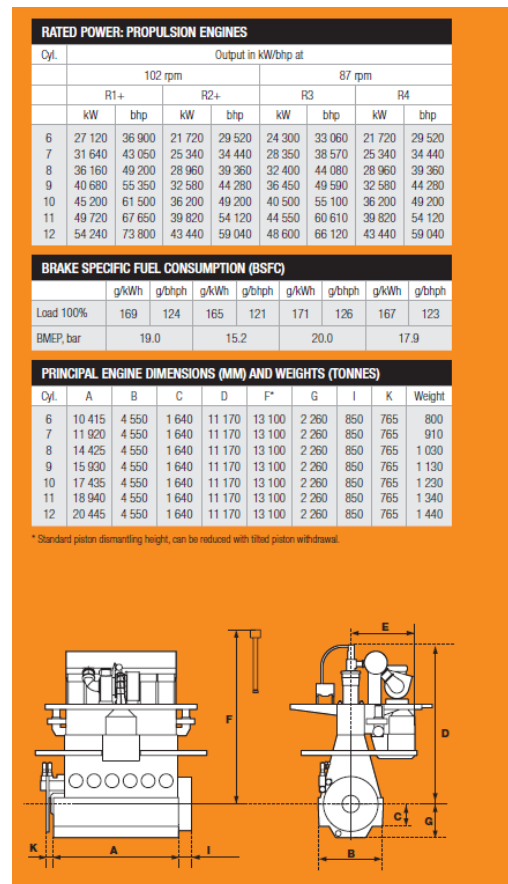 RATED POWER: PROPULSION ENGINES
Cyl. Output in kW/bhp at
102 rpm 87 rpm
R1+ R2+ R3 R4
kW bhp kW bhp kW bhp kW bhp
6 27 120 36 900 21 720 29 520 24 300 33 060 21 720 29 520
7 31 640 43 050 25 340 34 440 28 350 38 570 25 340 34 440
8 36 160 49 200 28 960 39 360 32 400 44 080 28 960 39 360
9 40 680 55 350 32 580 44 280 36 450 49 590 32 580 44 280
10 45 200 61 500 36 200 49 200 40 500 55 100 36 200 49 200
11 49 720 67 650 39 820 54 120 44 550 60 610 39 820 54 120
12 54 240 73 800 43 440 59 040 48 600 66 120 43 440 59 040
BRAKE SPECIFIC FUEL CONSUMPTION (BSFC)
g/kWh g/bhph g/kWh g/bhph g/kWh g/bhph g/kWh g/bhph
Load 100% 169 124 165 121 171 126 167 123
BMEP, bar 19.0 15.2 20.0 17.9
PRINCIPAL ENGINE DIMENSIONS (MM) AND WEIGHTS (TONNES)
Cyl. A B C D F* G I K Weight
6 10 415 4 550 1 640 11 170 13 100 2 260 850 765 800
7 11 920 4 550 1 640 11 170 13 100 2 260 850 765 910
8 14 425 4 550 1 640 11 170 13 100 2 260 850 765 1 030
9 15 930 4 550 1 640 11 170 13 100 2 260 850 765 1 130
10 17 435 4 550 1 640 11 170 13 100 2 260 850 765 1 230
11 18 940 4 550 1 640 11 170 13 100 2 260 850 765 1 340
12 20 445 4 550 1 640 11 170 13 100 2 260 850 765 1 440
* Standard piston dismantling height, can be reduced with tilted piston withdrawal.
E
F
D
C G
K A I
B